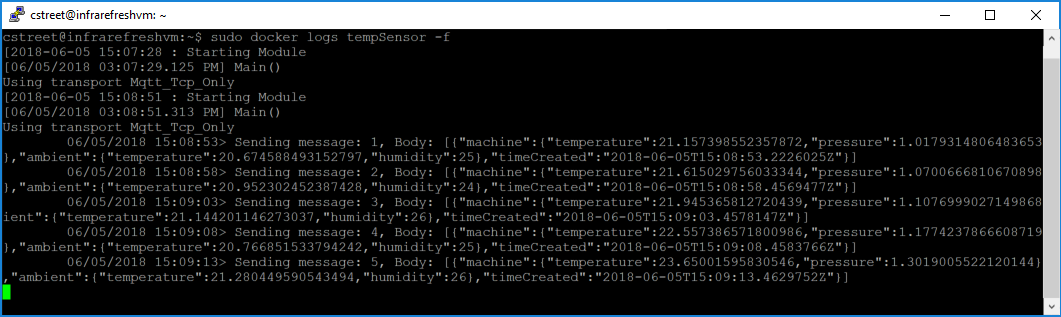 cstreet@infrarefreshvm: ~
cstreet@infrarefreshvm:~$ sudo docker logs tempSensor -f
[2018-06-05 15:07:28 : Starting Module
[06/05/2018 03:07:29.125 PM] Main()
Using transport Mqtt_Tcp_Only
[2018-06-05 15:08:51 : Starting Module
[06/05/2018 03:08:51.313 PM] Main()
Using transport Mqtt_Tcp_Only
06/05/2018 15:08:53> Sending message: 1, Body: [{"machine":{"temperature":21.157398552357872,"pressure":1.0179314806483653
},"ambient":{"temperature":20.674588493152797,"humidity":25},"timeCreated":"2018-06-05T15:08:53.2226025Z"}]
06/05/2018 15:08:58> Sending message: 2, Body: [{"machine":{"temperature":21.615029756033344,"pressure":1.0700666810670898
},"ambient":{"temperature":20.952302452387428,"humidity":24},"timeCreated":"2018-06-05T15:08:58.4569477Z"}]
06/05/2018 15:09:03> Sending message: 3, Body: [{"machine":{"temperature":21.945365812720439,"pressure":1.1076999027149868
ient":{"temperature":21.144201146273037,"humidity":26},"timeCreated":"2018-06-05T15:09:03.4578147Z"}]
06/05/2018 15:09:08> Sending message: 4, Body: [{"machine":{"temperature":22.557386571800986,"pressure":1.1774237866608719
},"ambient":{"temperature":20.766851533794242,"humidity":25},"timeCreated":"2018-06-05T15:09:08.4583766Z"}]
06/05/2018 15:09:13> Sending message: 5, Body: [{"machine":{"temperature":23.65001595830546,"pressure":1.3019005522120144}
,"ambient":{"temperature":21.280449590543494,"humidity":26},"timeCreated":"2018-06-05T15:09:13.4629752Z"}]